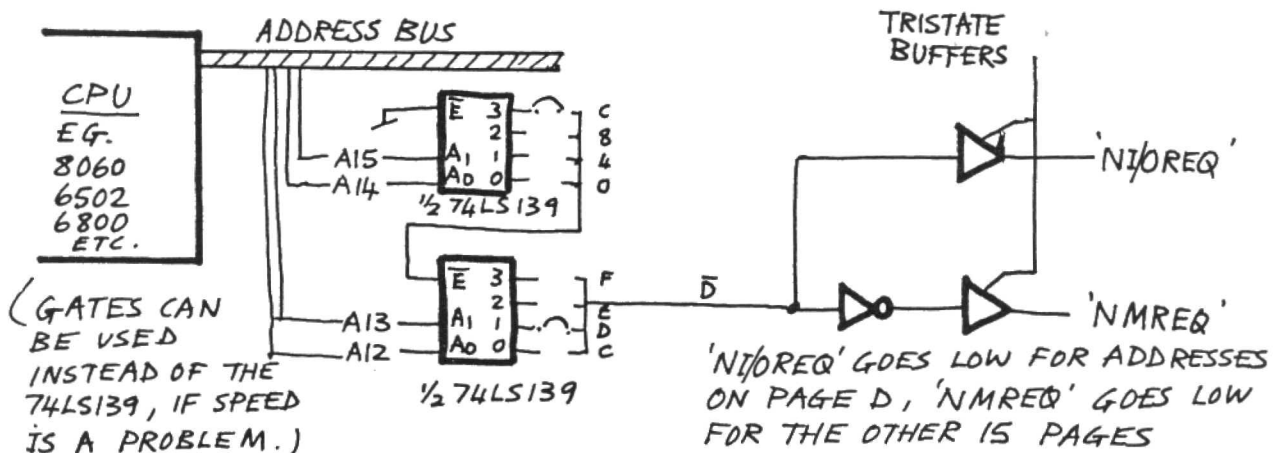 ADDRESS BUS
TRISTATE
BUFFERS
CPU
EG.
8060
6502
6800
ETC.
A15
A14
E̅ 3
2
A1 1
A0 0
C
8
4
0
½ 74LS139
'NI/OREQ'
(GATES CAN
BE USED
INSTEAD OF THE
74LS139, IF SPEED
IS A PROBLEM.)
A13
A12
E̅ 3
2
A1 1
A0 0
F
E
D
C
½ 74LS139
D̅
'NMREQ'
'NI/OREQ' GOES LOW FOR ADDRESSES
ON PAGE D, 'NMREQ' GOES LOW
FOR THE OTHER 15 PAGES